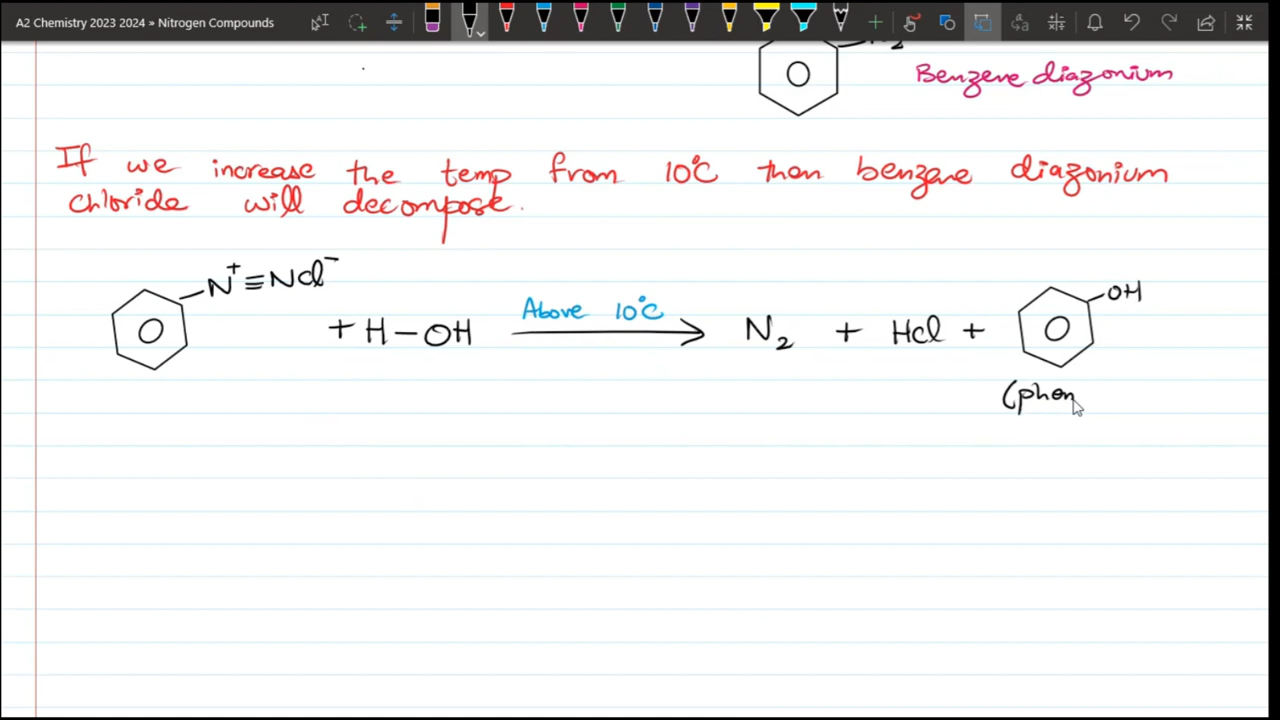 A2 Chemistry 2023 2024 » Nitrogen Compounds
Benzene diazonium
If we increase the temp from 10°C then benzene diazonium
chloride will decompose.
N⁺≡NCl⁻ + H–OH Above 10°C → N₂ + HCl + OH
(phen